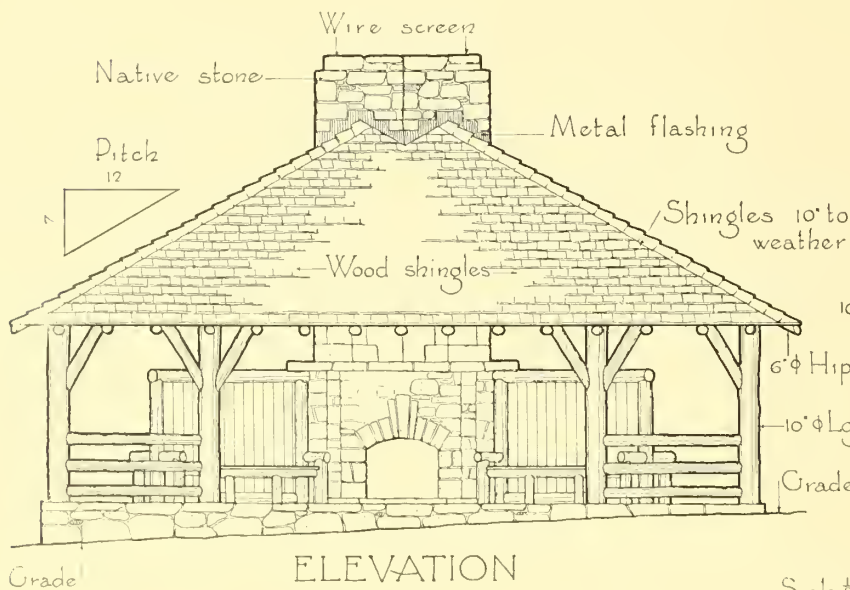 Wire screen
Native stone
Metal flashing
Pitch
12
7
Shingles 10" to
weather
Wood shingles
10
6"ϕ Hip
10"ϕ Lo
Grade
Grade
ELEVATION